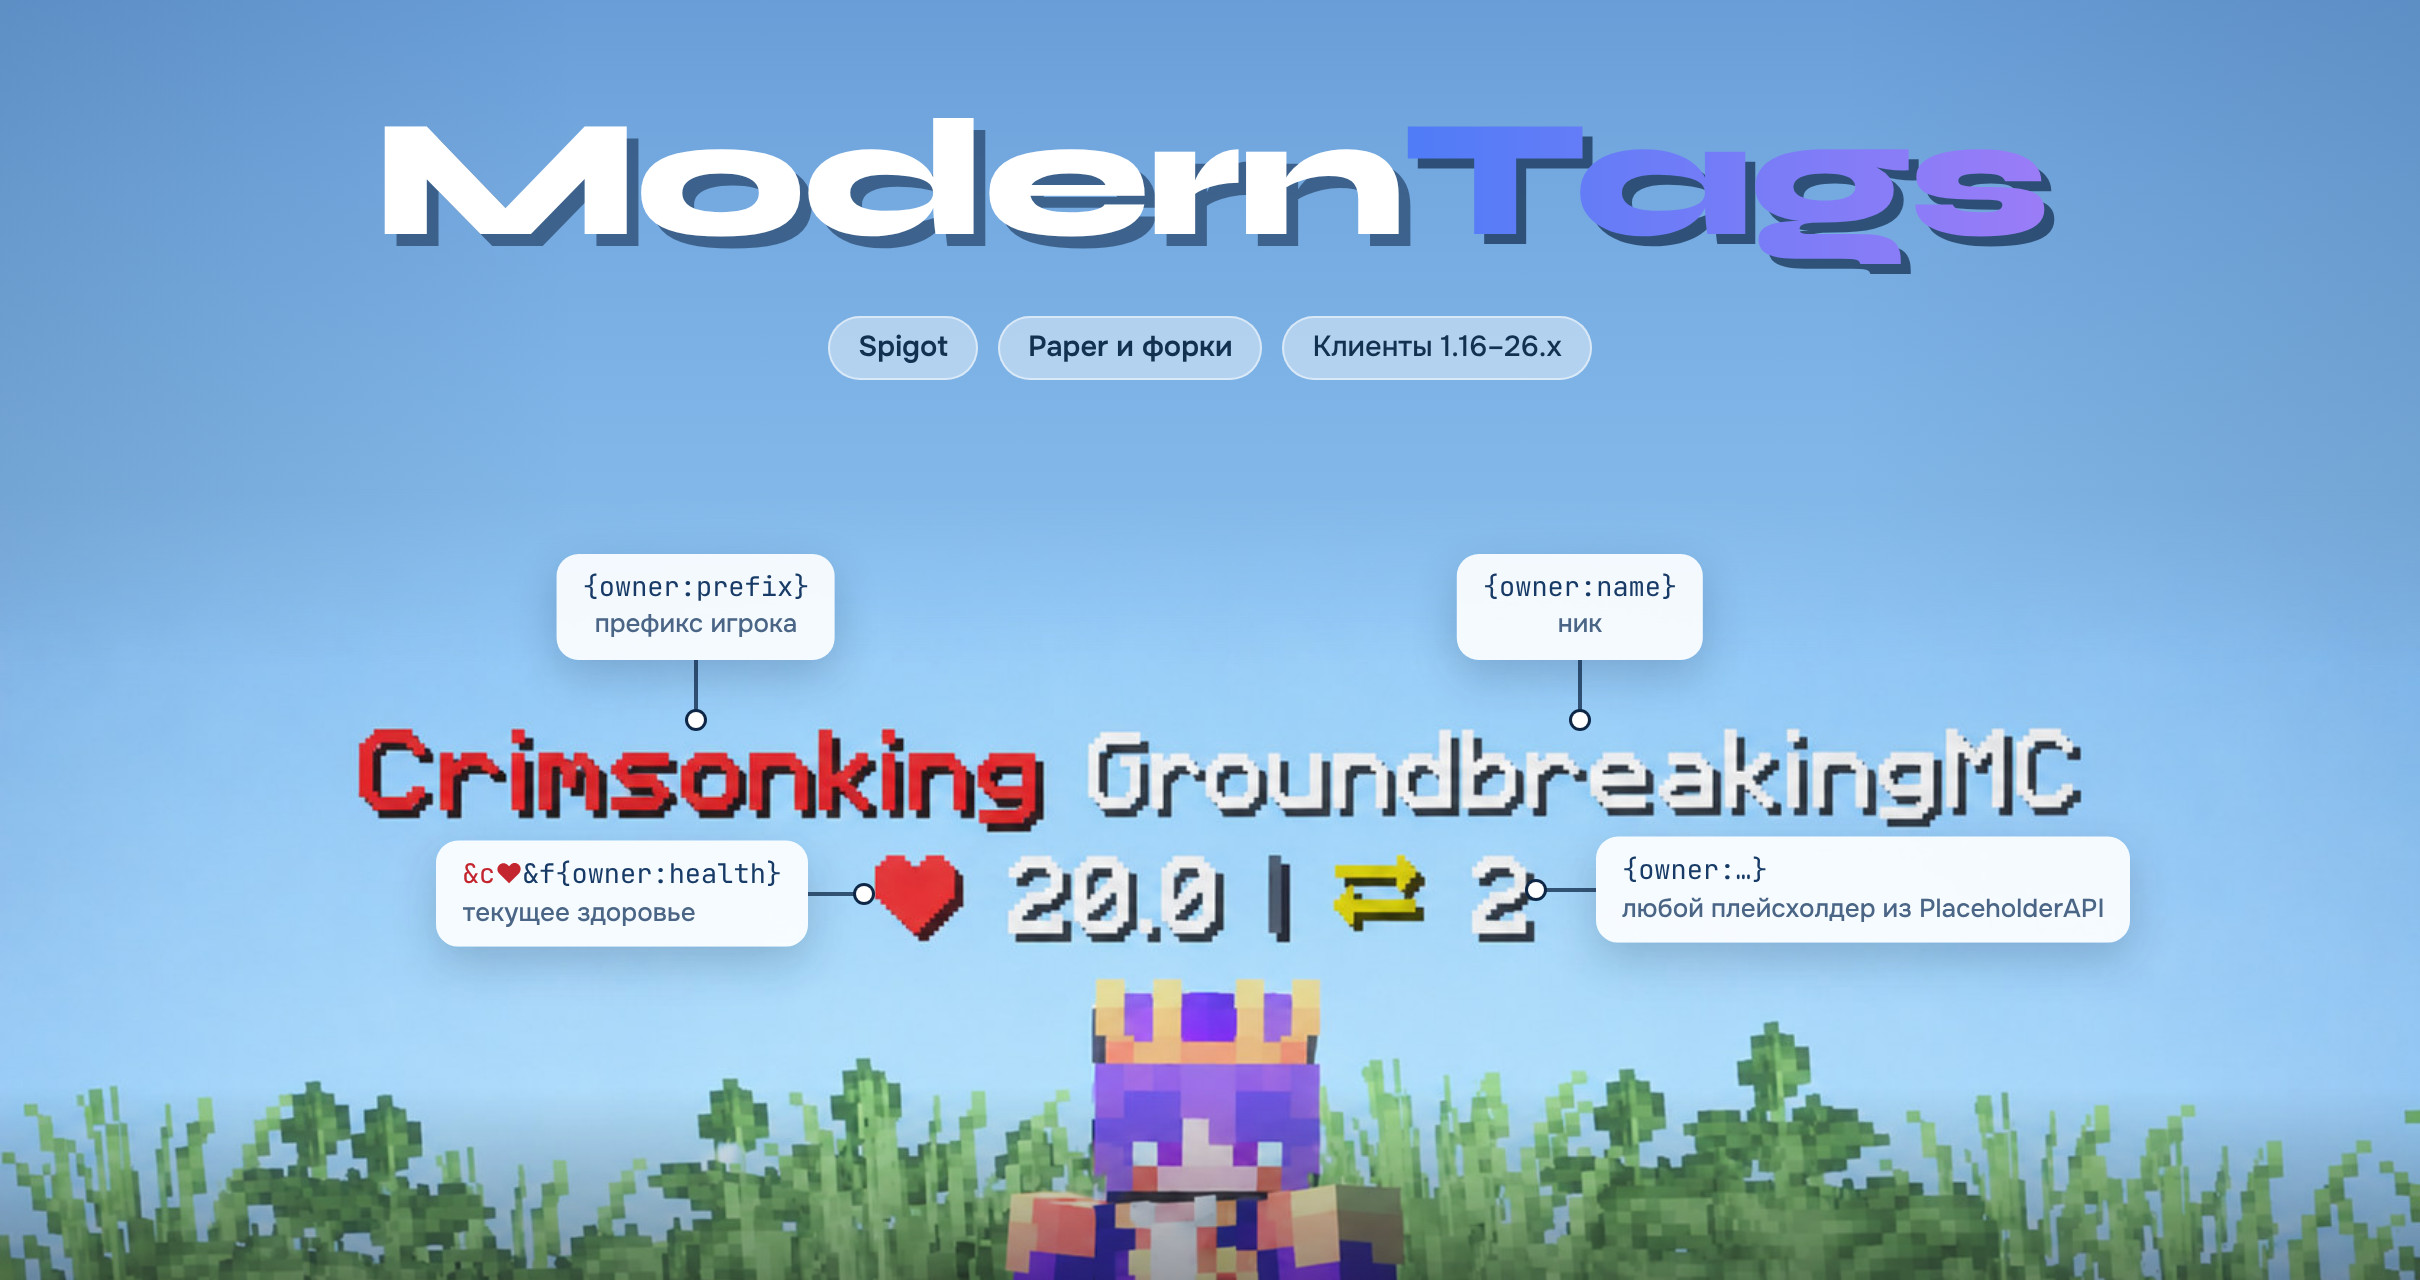 ModernTags
Spigot
Paper и форки
Клиенты 1.16–26.x
{owner:prefix}
префикс игрока
{owner:name}
ник
Crimsonking GroundbreakingMC
&c❤&f{owner:health}
текущее здоровье
❤ 20.0 | ⇄ 2
{owner:…}
любой плейсхолдер из PlaceholderAPI